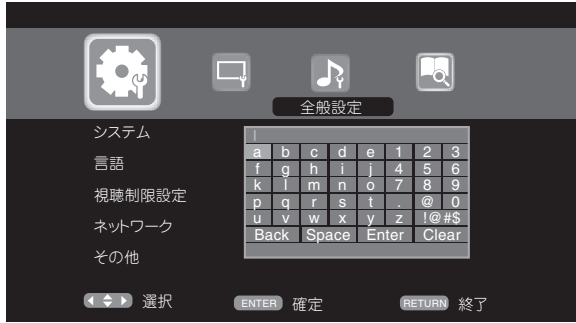 全般設定
システム
言語
視聴制限設定
ネットワーク
その他
a b c d e 1 2 3
f g h i j 4 5 6
k l m n o 7 8 9
p q r s t . @ 0
u v w x y z !@#$
Back Space Enter Clear
選択 ENTER 確定 RETURN 終了